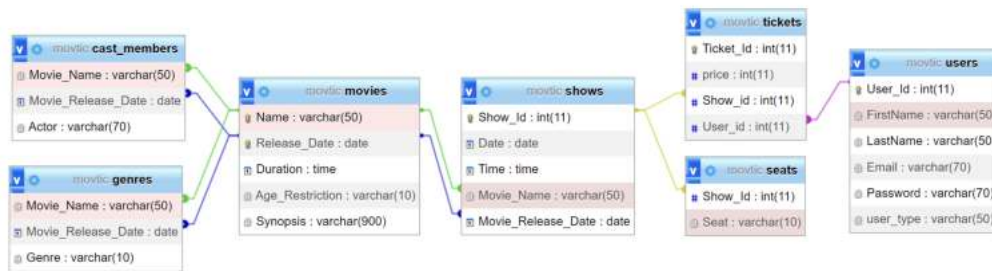 movtic cast_members
Movie_Name : varchar(50)
Movie_Release_Date : date
Actor : varchar(70)
movtic genres
Movie_Name : varchar(50)
Movie_Release_Date : date
Genre : varchar(10)
movtic movies
Name : varchar(50)
Release_Date : date
Duration : time
Age_Restriction : varchar(10)
Synopsis : varchar(900)
movtic shows
Show_Id : int(11)
Date : date
Time : time
Movie_Name : varchar(50)
Movie_Release_Date : date
movtic tickets
Ticket_Id : int(11)
price : int(11)
Show_id : int(11)
User_id : int(11)
movtic seats
Show_Id : int(11)
Seat : varchar(10)
movtic users
User_Id : int(11)
FirstName : varchar(50
LastName : varchar(50
Email : varchar(70)
Password : varchar(70)
user_type : varchar(50